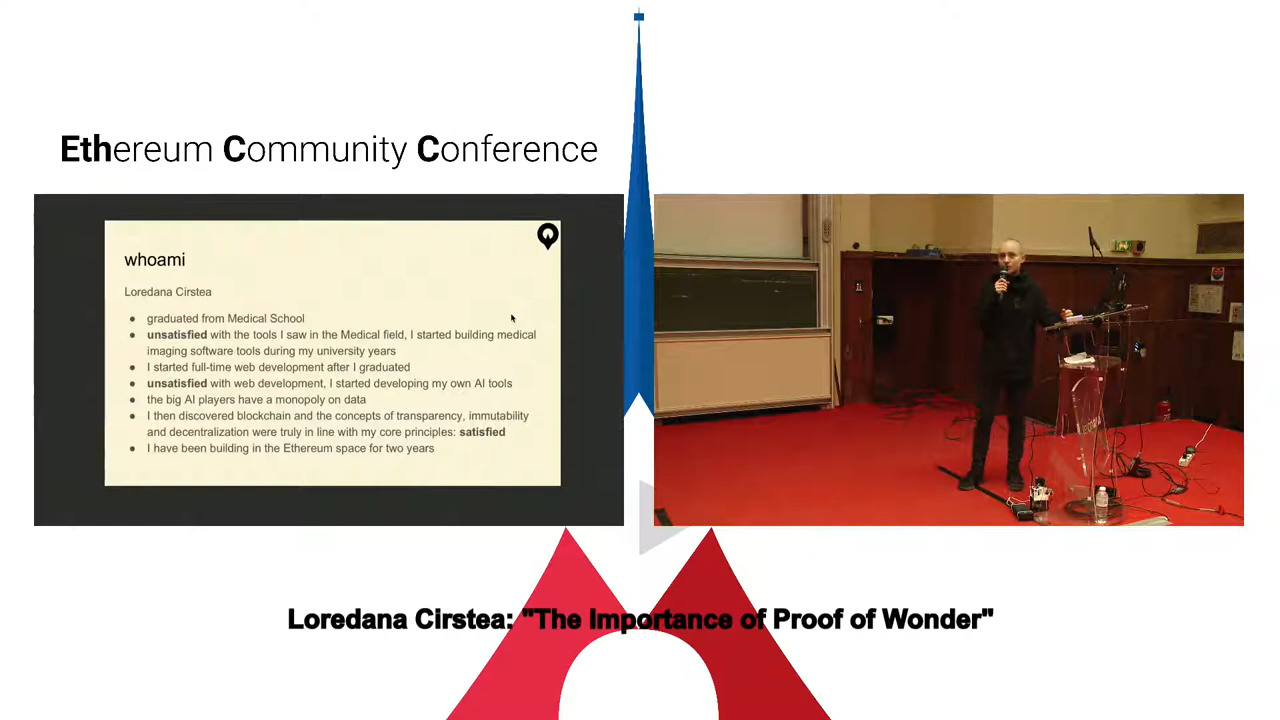 Ethereum Community Conference
whoami
Loredana Cirstea
● graduated from Medical School
● unsatisfied with the tools I saw in the Medical field, I started building medical
imaging software tools during my university years
● I started full-time web development after I graduated
● unsatisfied with web development, I started developing my own AI tools
● the big AI players have a monopoly on data
● I then discovered blockchain and the concepts of transparency, immutability
and decentralization were truly in line with my core principles: satisfied
● I have been building in the Ethereum space for two years
Loredana Cirstea: "The Importance of Proof of Wonder"